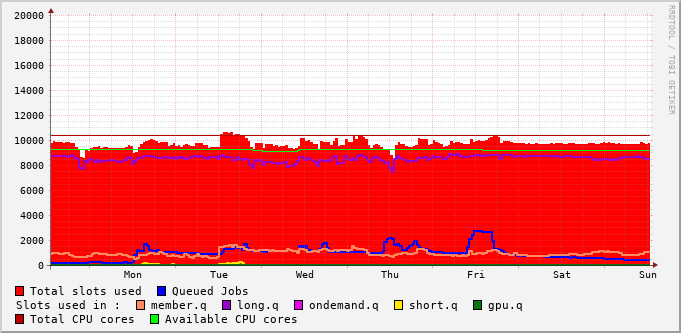 RRDTOOL / TOBI OETIKER
20000
18000
16000
14000
12000
10000
8000
6000
4000
2000
0
Mon Tue Wed Thu Fri Sat Sun
Total slots used Queued Jobs
Slots used in : member.q long.q ondemand.q short.q gpu.q
Total CPU cores Available CPU cores